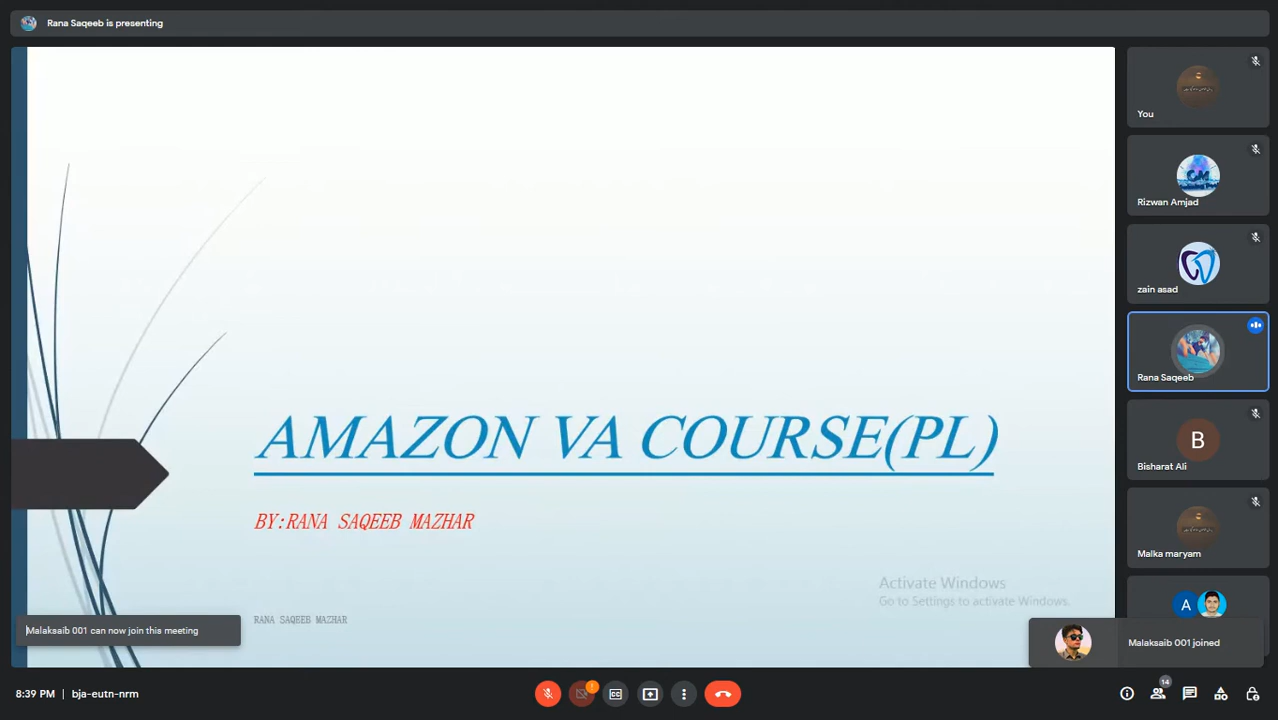 Rana Saqeeb is presenting
You
Rizwan Amjad
zain asad
Rana Saqeeb
B
Bisharat Ali
Malka maryam
A
AMAZON VA COURSE(PL)
BY:RANA SAQEEB MAZHAR
Activate Windows
Go to Settings to activate Windows.
RANA SAQEEB MAZHAR
Malaksaib 001 can now join this meeting
Malaksaib 001 joined
8:39 PM | bja-eutn-nrm
CC
14